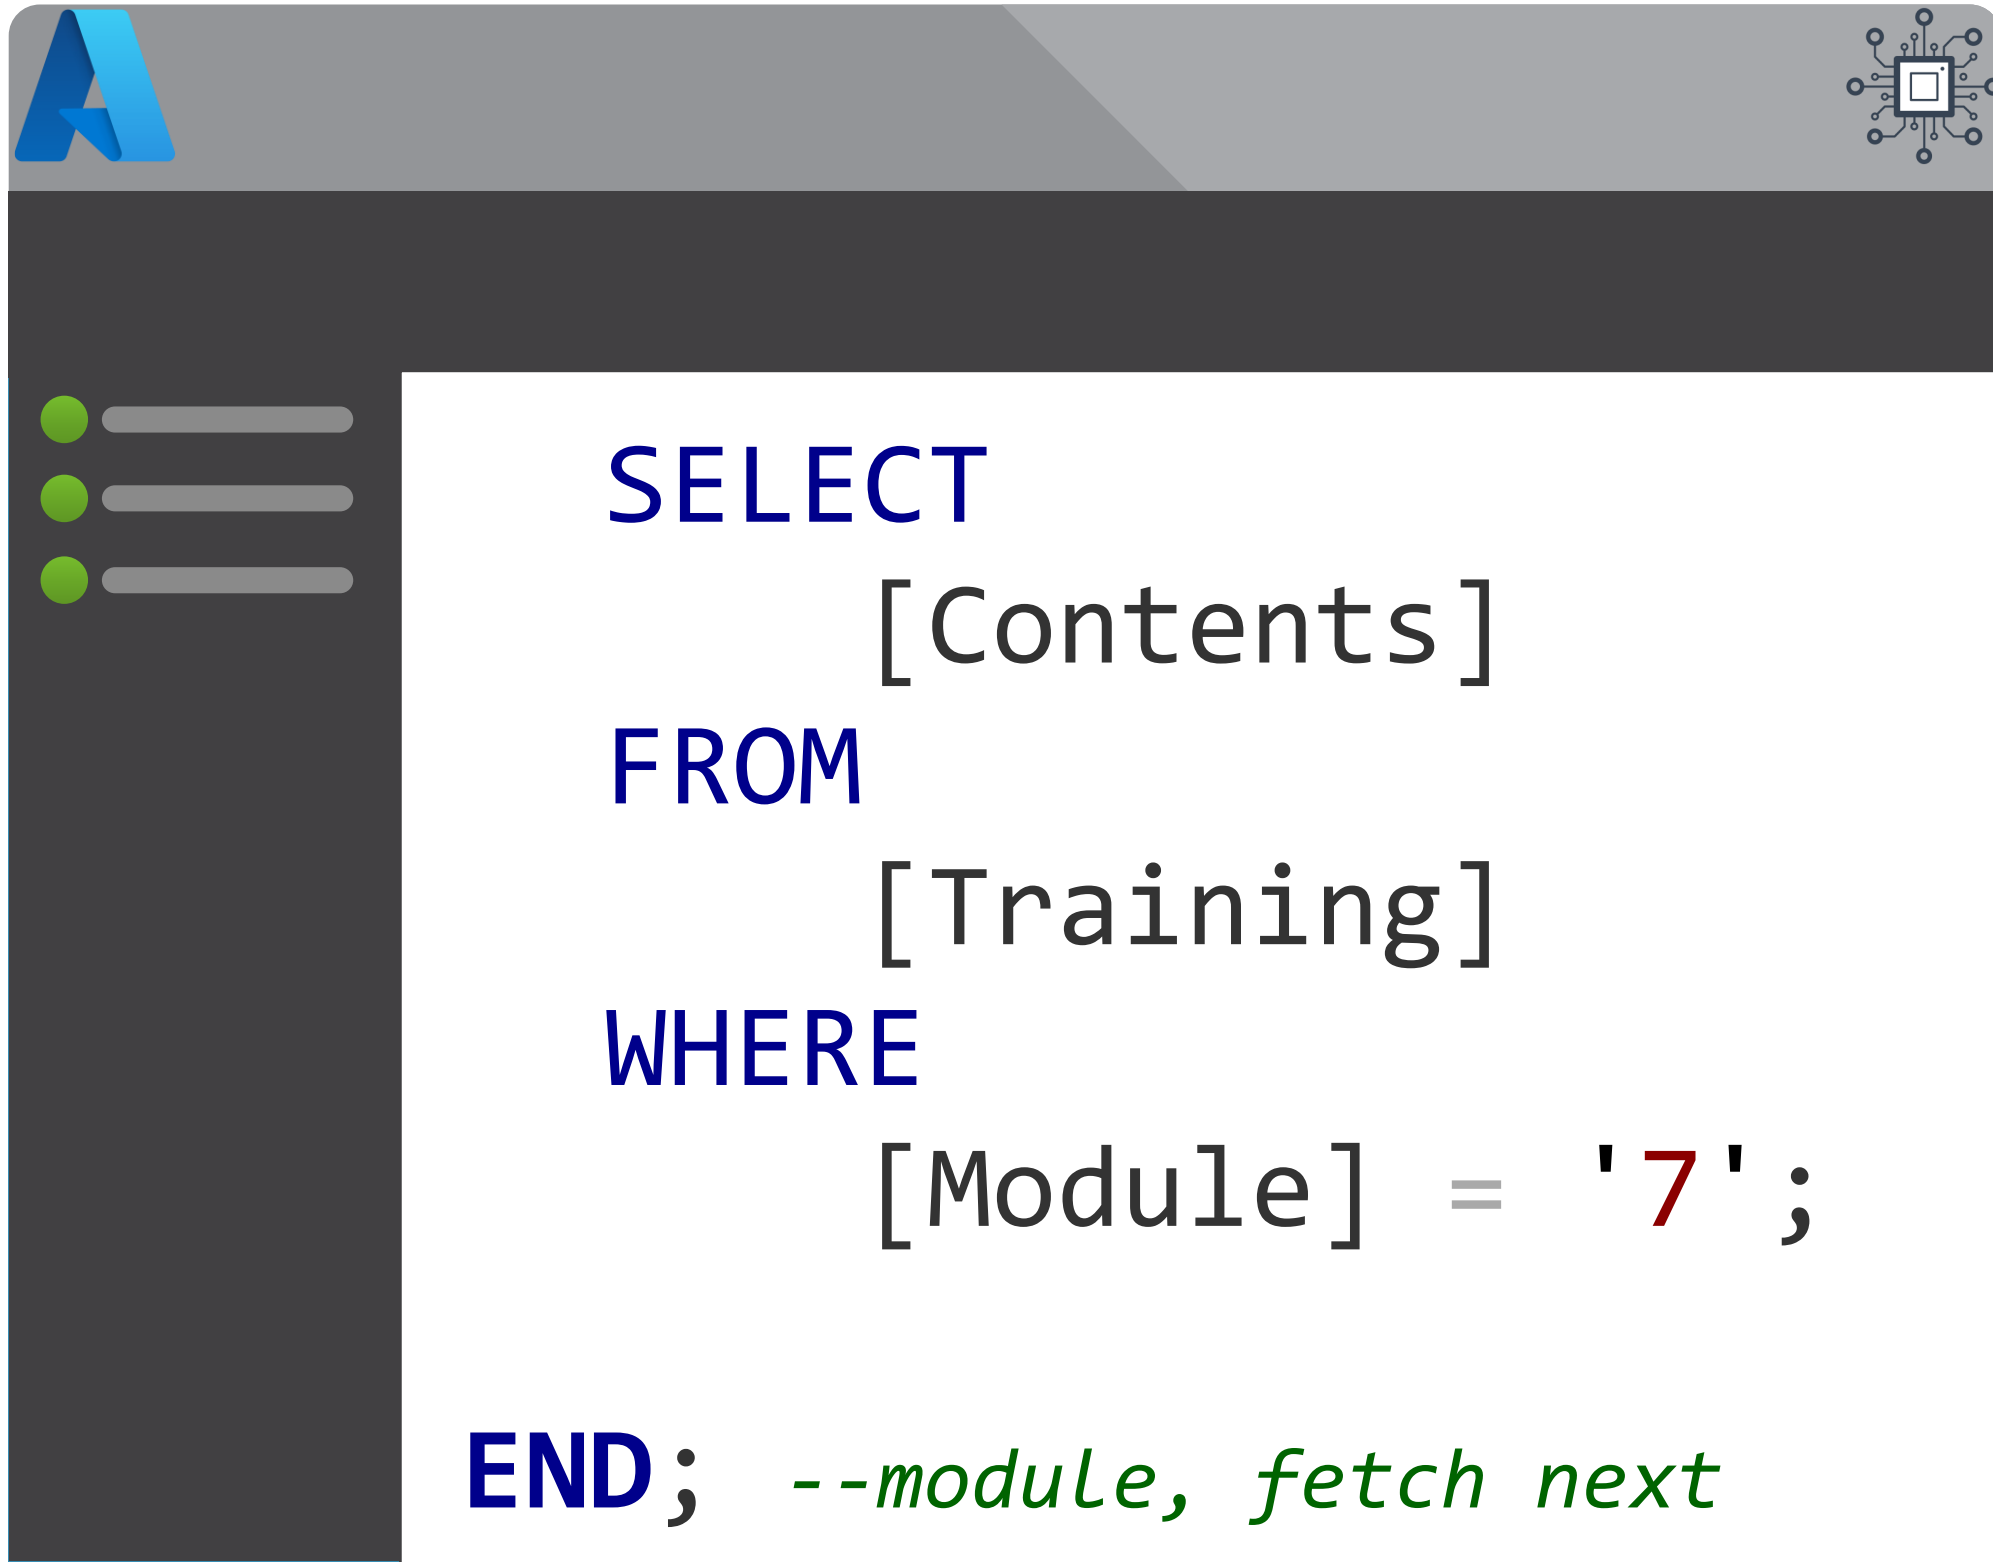 SELECT
[Contents]
FROM
[Training]
WHERE
[Module] = '7';
END; --module, fetch next